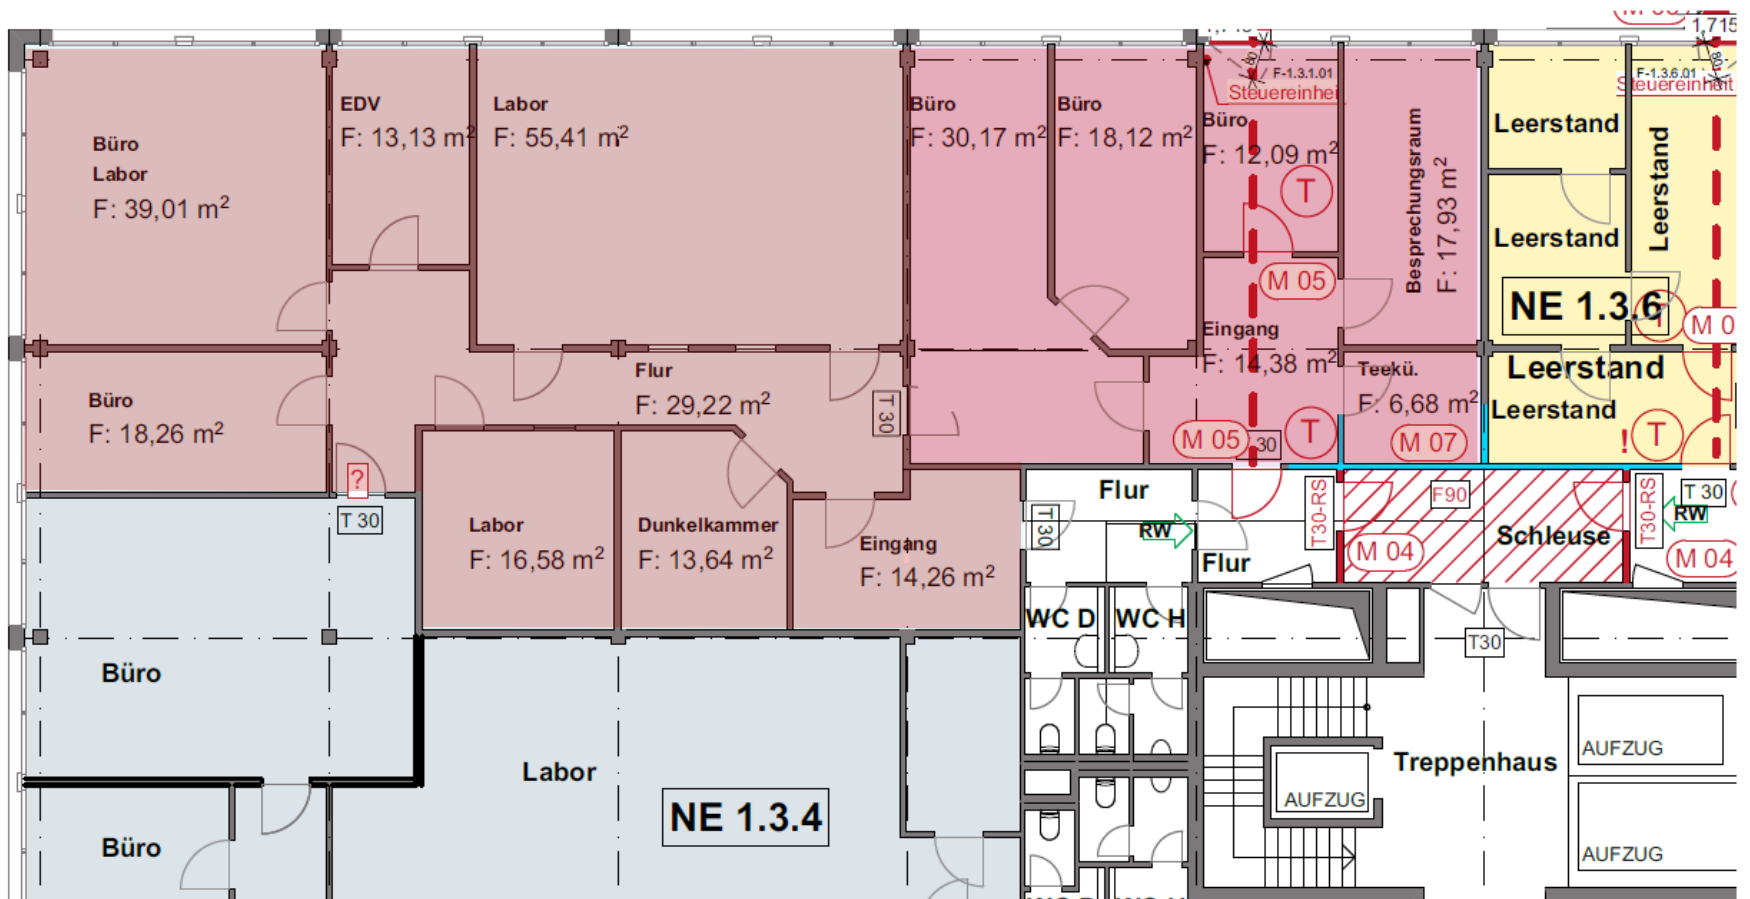 1,715
F-1.3.1.01
Steuereinhei
F-1.3.6.01
Steuereinheit
80
80
EDV
F: 13,13 m²
Labor
F: 55,41 m²
Büro
Labor
F: 39,01 m²
Büro
F: 30,17 m²
Büro
F: 18,12 m²
Büro
F: 12,09 m²
T
Besprechungsraum
F: 17,93 m²
Leerstand
Leerstand
Leerstand
NE 1.3.6
T
M 0
M 05
Eingang
F: 14,38 m²
Flur
F: 29,22 m²
T 30
Büro
F: 18,26 m²
Teekü.
F: 6,68 m²
Leerstand
Leerstand
M 05
T
30
M 07
! T
?
T 30
Labor
F: 16,58 m²
Dunkelkammer
F: 13,64 m²
Eingang
F: 14,26 m²
Flur
T30
RW
Flur
T30-RS
F90
M 04
Schleuse
T30-RS
T 30
RW
M 04
WC D
WC H
T30
Büro
Labor
NE 1.3.4
Büro
Treppenhaus
AUFZUG
AUFZUG
AUFZUG